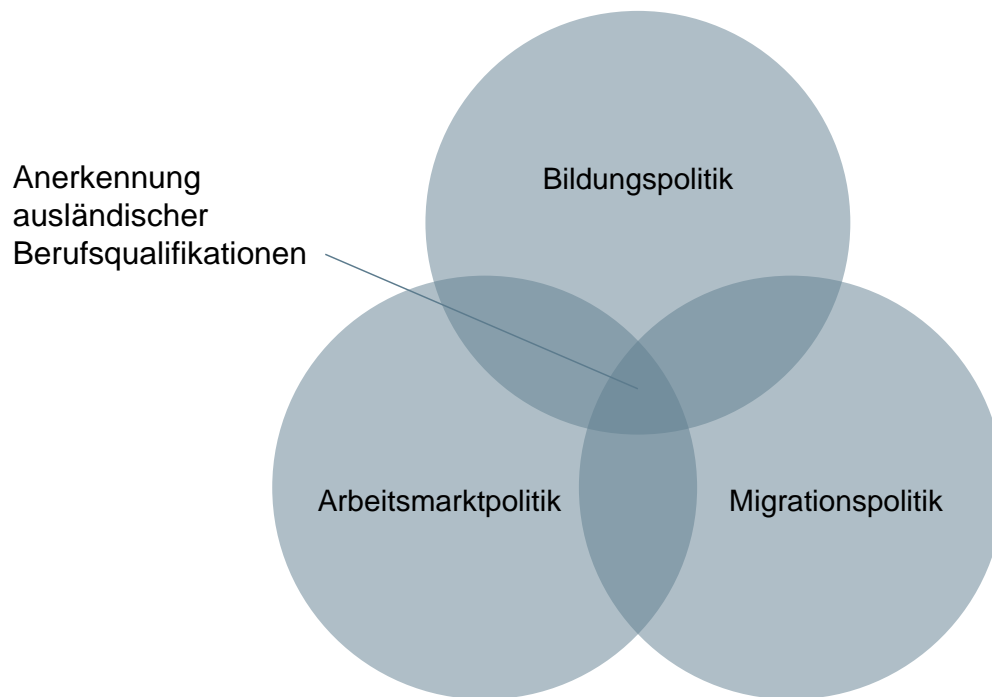 Anerkennung
ausländischer
Berufsqualifikationen
Bildungspolitik
Arbeitsmarktpolitik
Migrationspolitik